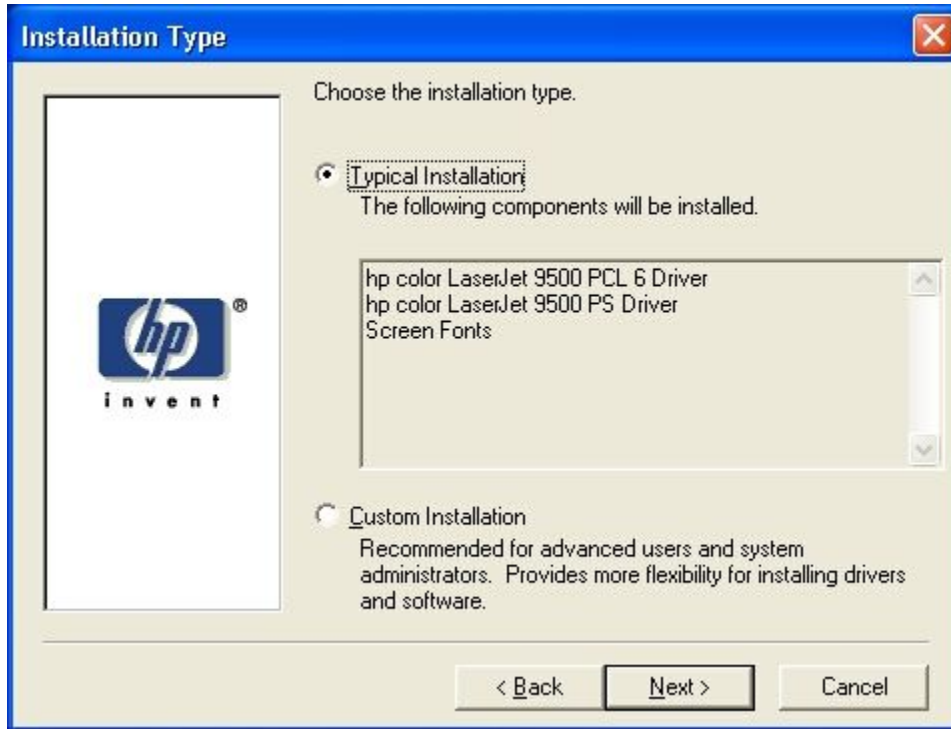 Installation Type
Choose the installation type.
Typical Installation
The following components will be installed.
hp color LaserJet 9500 PCL 6 Driver
hp color LaserJet 9500 PS Driver
Screen Fonts
hp ®
invent
Custom Installation
Recommended for advanced users and system
administrators.  Provides more flexibility for installing drivers
and software.
< Back
Next >
Cancel